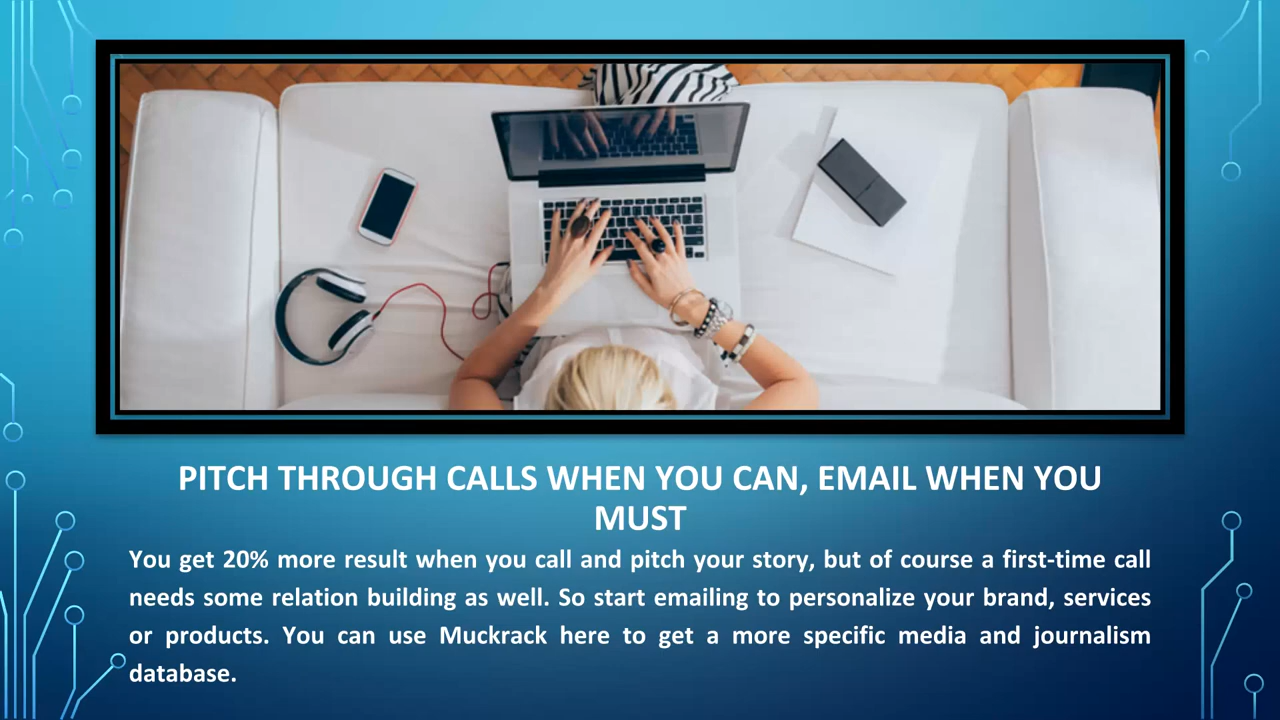 PITCH THROUGH CALLS WHEN YOU CAN, EMAIL WHEN YOU
MUST
You get 20% more result when you call and pitch your story, but of course a first-time call
needs some relation building as well. So start emailing to personalize your brand, services
or products. You can use Muckrack here to get a more specific media and journalism
database.